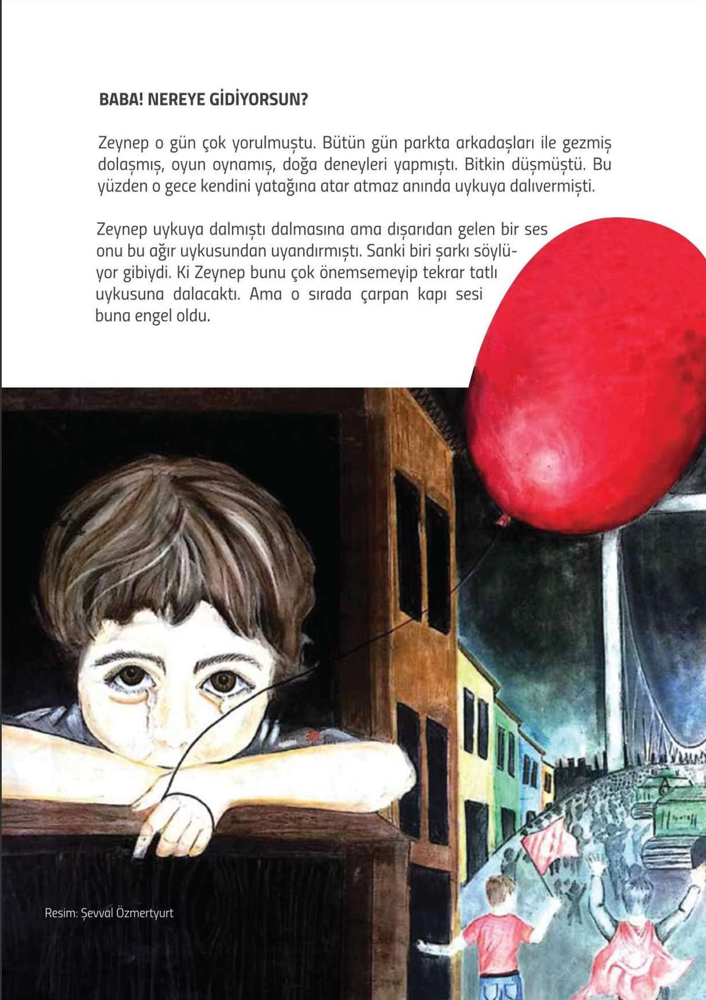 BABA! NEREYE GİDİYORSUN?
Zeynep o gün çok yorulmuştu. Bütün gün parkta arkadaşları ile gezmiş
dolaşmış, oyun oynamış, doğa deneyleri yapmıştı. Bitkin düşmüştü. Bu
yüzden o gece kendini yatağına atar atmaz anında uykuya dalıvermişti.
Zeynep uykuya dalmıştı dalmasına ama dışarıdan gelen bir ses
onu bu ağır uykusundan uyandırmıştı. Sanki biri şarkı söylü-
yor gibiydi. Ki Zeynep bunu çok önemsemeyip tekrar tatlı
uykusuna dalacaktı. Ama o sırada çarpan kapı sesi
buna engel oldu.
Resim: Şevval Özmertyurt